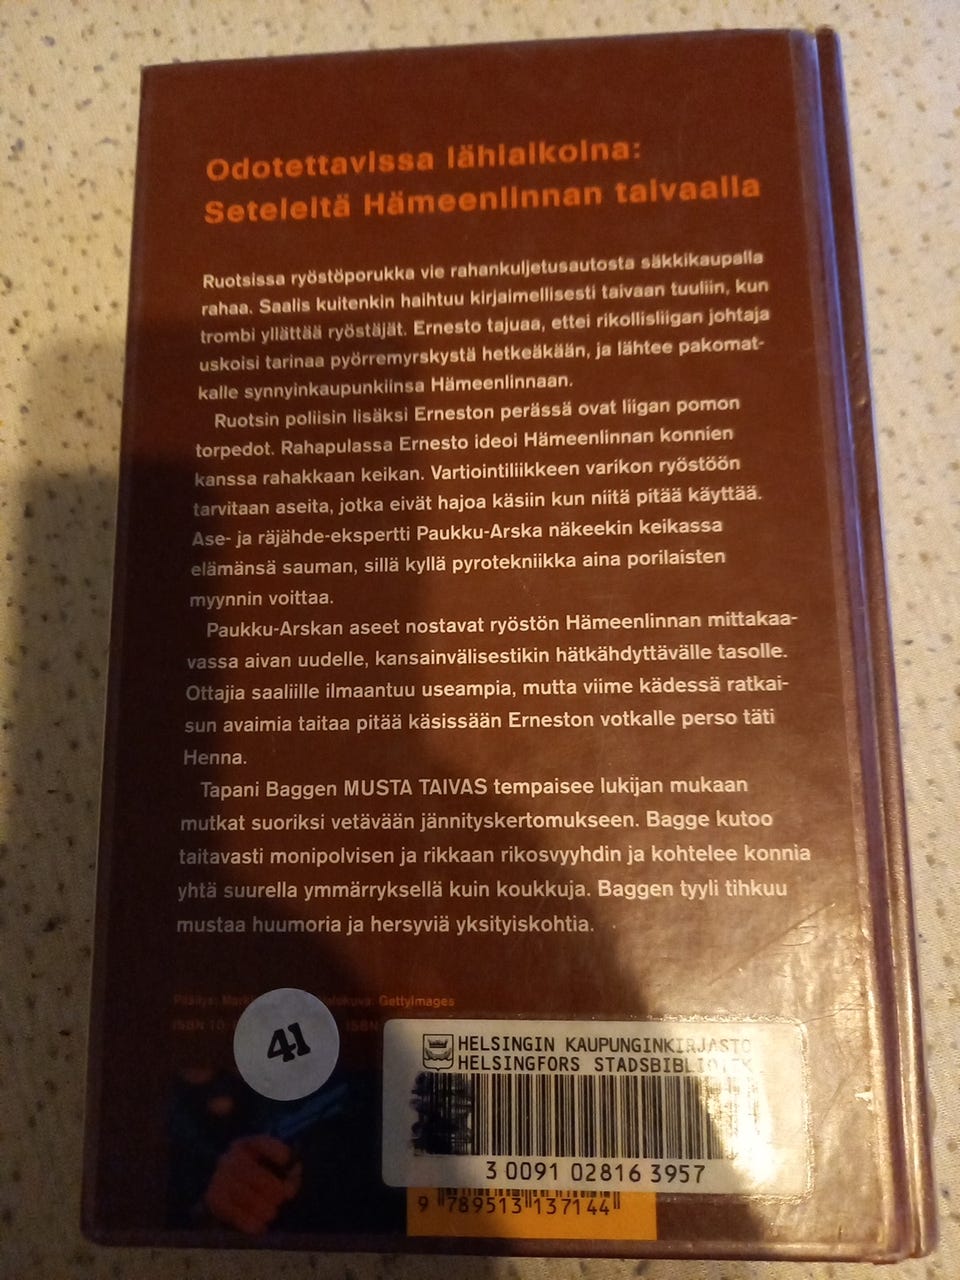 Odotettavissa lähiaikoina:
Seteleitä Hämeenlinnan taivaalla
Ruotsissa ryöstöporukka vie rahankuljetusautosta säkkikaupalla
rahaa. Saalis kuitenkin haihtuu kirjaimellisesti taivaan tuuliin, kun
trombi yllättää ryöstäjät. Ernesto tajuaa, ettei rikollisliigan johtaja
uskoisi tarinaa pyörremyrskystä hetkeäkään, ja lähtee pakomat-
kalle synnyinkaupunkiinsa Hämeenlinnaan.
Ruotsin poliisin lisäksi Erneston perässä ovat liigan pomon
torpedot. Rahapulassa Ernesto ideoi Hämeenlinnan konnien
kanssa rahakkaan keikan. Vartiointiliikkeen varikon ryöstöön
tarvitaan aseita, jotka eivät hajoa käsiin kun niitä pitää käyttää.
Ase- ja räjähde-ekspertti Paukku-Arska näkeekin keikassa
elämänsä sauman, sillä kyllä pyrotekniikka aina porilaisten
myynnin voittaa.
Paukku-Arskan aseet nostavat ryöstön Hämeenlinnan mittakaa-
vassa aivan uudelle, kansainvälisestikin hätkähdyttävälle tasolle.
Ottajia saaliille ilmaantuu useampia, mutta viime kädessä ratkai-
sun avaimia taitaa pitää käsissään Erneston votkalle perso täti
Henna.
Tapani Baggen MUSTA TAIVAS tempaisee lukijan mukaan
mutkat suoriksi vetävään jännityskertomukseen. Bagge kutoo
taitavasti monipolvisen ja rikkaan rikosvyyhdin ja kohtelee konnia
yhtä suurella ymmärryksellä kuin koukkuja. Baggen tyyli tihkuu
mustaa huumoria ja hersyviä yksityiskohtia.
Päällys: GettyImages
ISBN 10: ISBN
41
HELSINGIN KAUPUNGINKIRJASTO
HELSINGFORS STADSBIBLIOTEK
3 0091 02816 3957
9 789513 137144